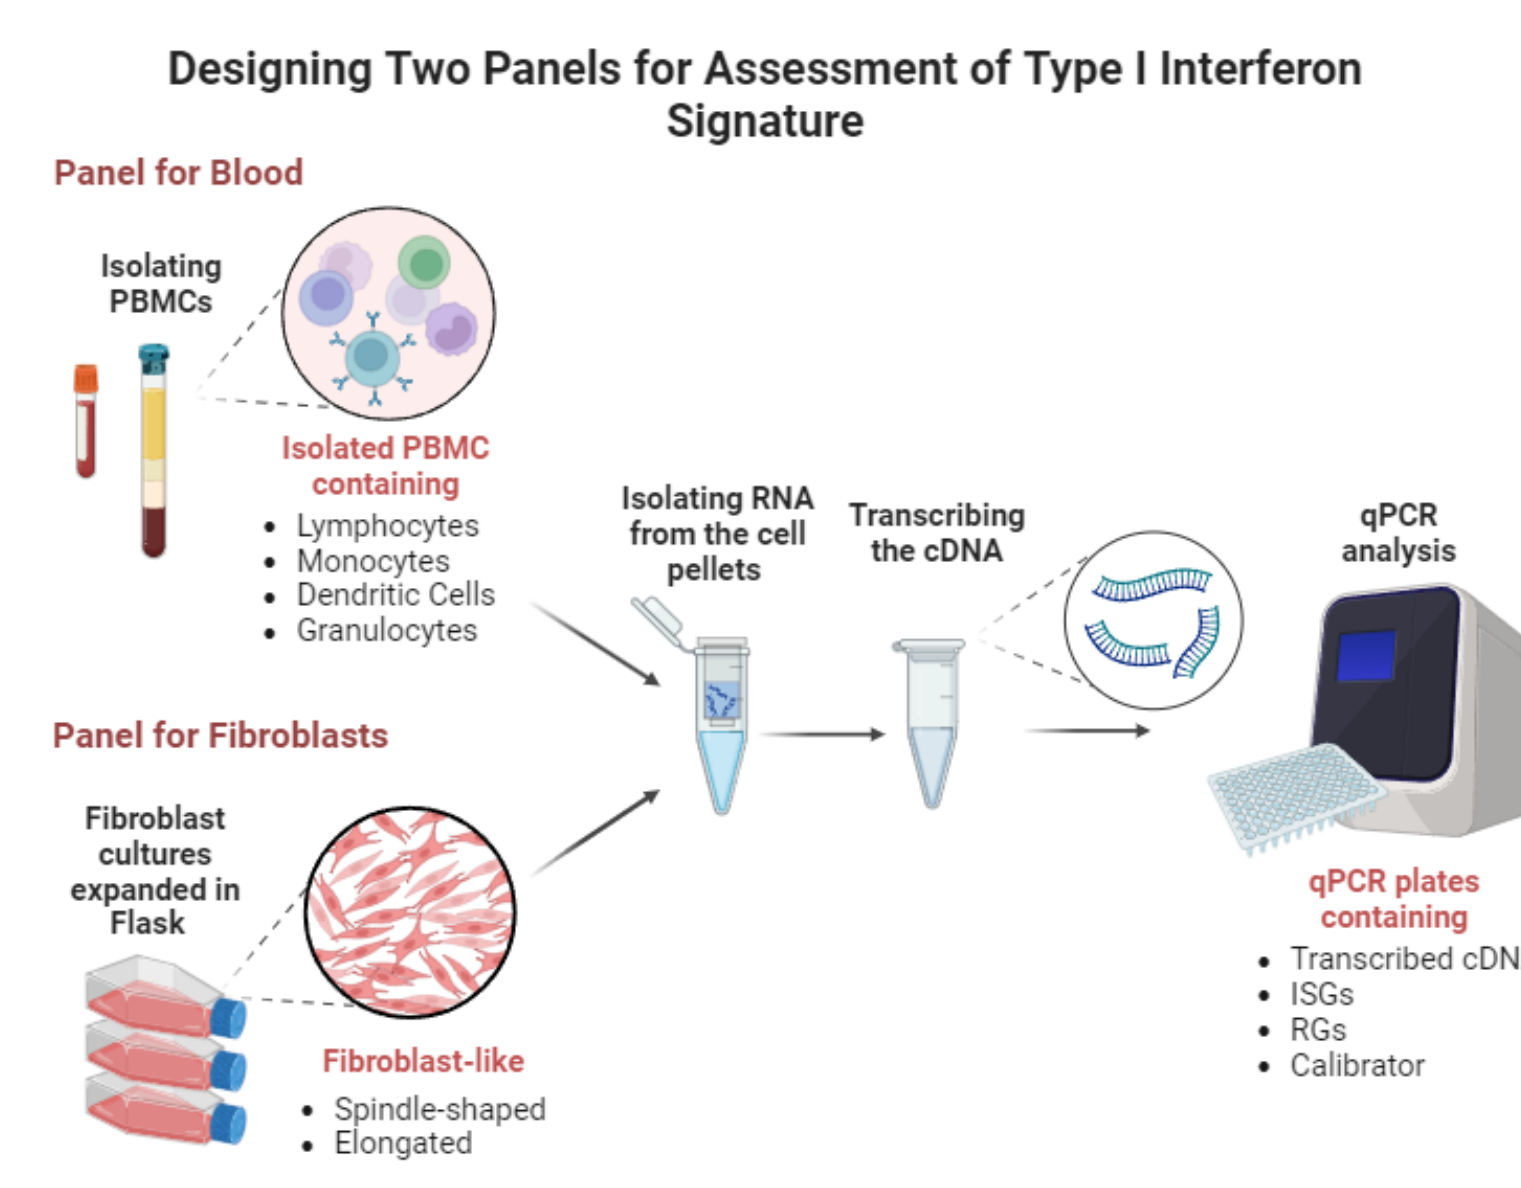 Designing Two Panels for Assessment of Type I Interferon
Signature
Panel for Blood
Isolating
PBMCs
Isolated PBMC
containing
• Lymphocytes
• Monocytes
• Dendritic Cells
• Granulocytes
Panel for Fibroblasts
Fibroblast
cultures
expanded in
Flask
Fibroblast-like
• Spindle-shaped
• Elongated
Isolating RNA
from the cell
pellets
Transcribing
the cDNA
qPCR
analysis
qPCR plates
containing
• Transcribed cDN
• ISGs
• RGs
• Calibrator